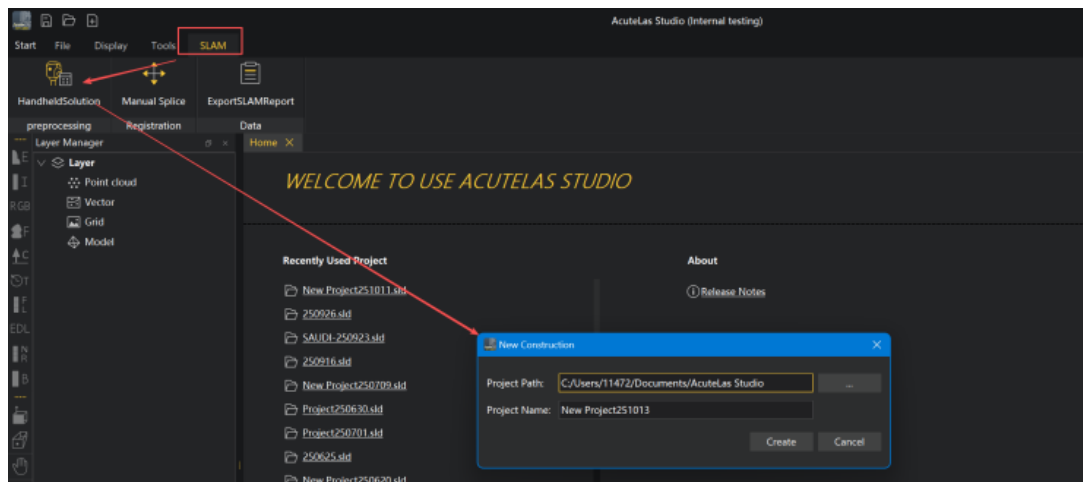 AcuteLas Studio (Internal testing)
Start File Display Tools SLAM
HandheldSolution Manual Splice ExportSLAMReport
preprocessing Registration Data
Layer Manager
Home
E
Layer
I
Point cloud
WELCOME TO USE ACUTELAS STUDIO
RGB
Vector
F
Grid
C
Model
Recently Used Project About
T
New Project251011.sld
Release Notes
F
L
250926.sld
EDL
SAUDI-250923.sld
New Construction
N
R
250916.sld
B
New Project250709.sld
Project Path: C:/Users/11472/Documents/AcuteLas Studio ...
Project250630.sld
Project Name: New Project251013
Project250701.sld
Create Cancel
250625.sld
New Project250620.sld